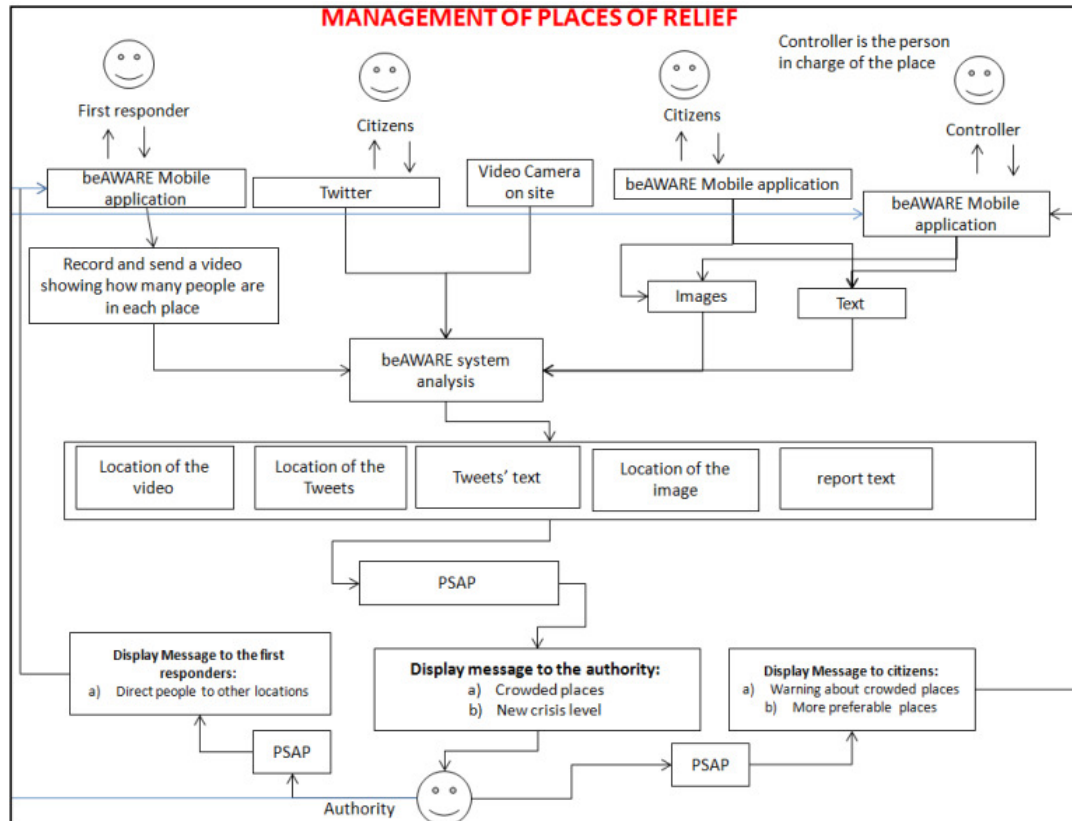 MANAGEMENT OF PLACES OF RELIEF
Controller is the person
in charge of the place
First responder
Citizens
Citizens
Controller
beAWARE Mobile
application
Twitter
Video Camera
on site
beAWARE Mobile application
beAWARE Mobile
application
Record and send a video
showing how many people are
in each place
Images
Text
beAWARE system
analysis
Location of the
video
Location of the
Tweets
Tweets’ text
Location of the
image
report text
PSAP
Display Message to the first
responders:
a) Direct people to other locations
Display message to the authority:
a) Crowded places
b) New crisis level
Display Message to citizens:
a) Warning about crowded places
b) More preferable places
PSAP
PSAP
Authority